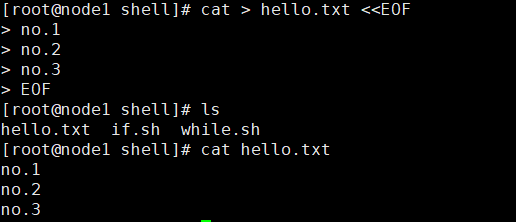 [root@node1 shell]# cat > hello.txt <<EOF
> no.1
> no.2
> no.3
> EOF
[root@node1 shell]# ls
hello.txt  if.sh  while.sh
[root@node1 shell]# cat hello.txt
no.1
no.2
no.3